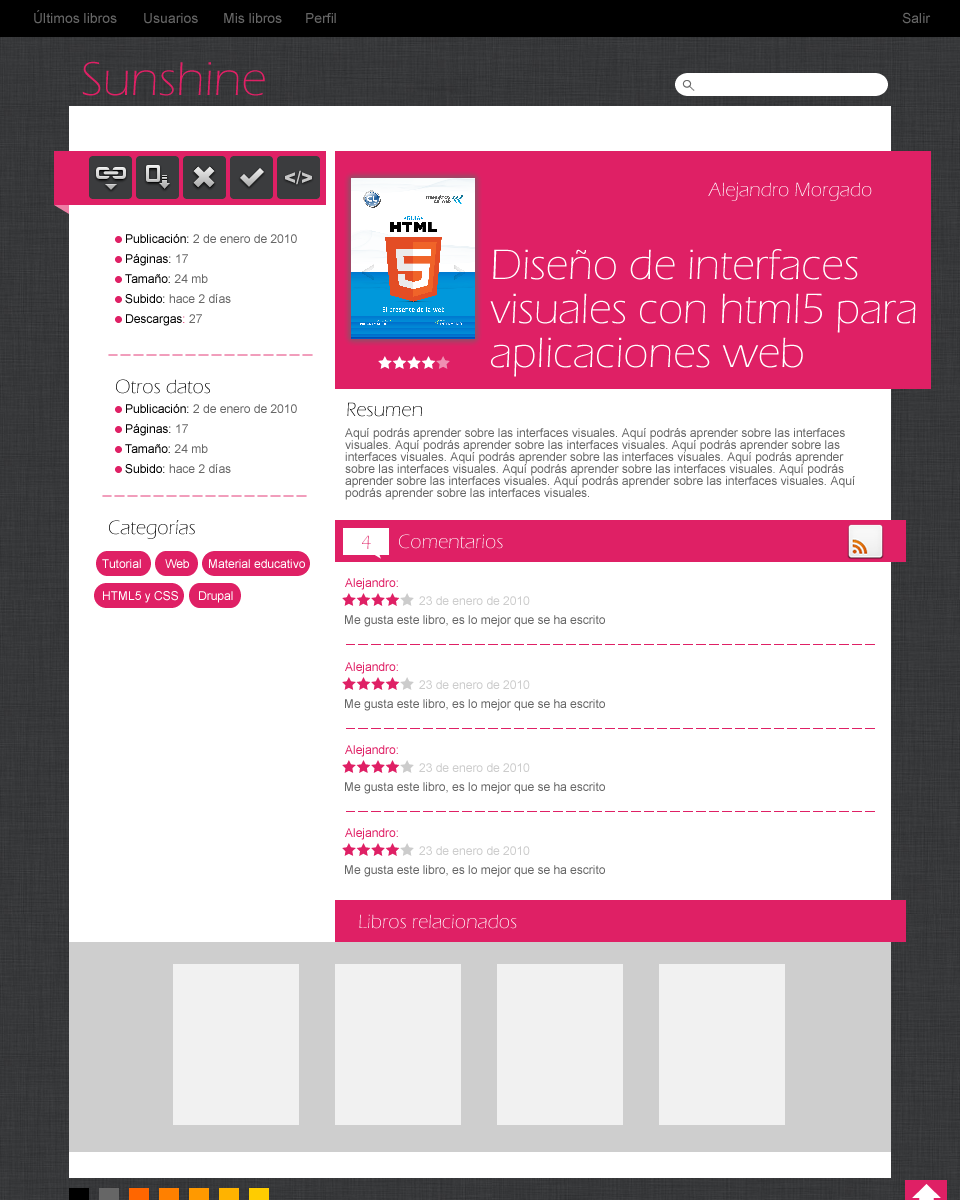 Últimos libros Usuarios Mis libros Perfil Salir
Sunshine
</>
Alejandro Morgado
GUIA
HTML
5
El presente de la web
Diseño de interfaces
visuales con html5 para
aplicaciones web
Publicación: 2 de enero de 2010
Páginas: 17
Tamaño: 24 mb
Subido: hace 2 días
Descargas: 27
Otros datos
Publicación: 2 de enero de 2010
Páginas: 17
Tamaño: 24 mb
Subido: hace 2 días
Categorías
Tutorial Web Material educativo
HTML5 y CSS Drupal
Resumen
Aquí podrás aprender sobre las interfaces visuales. Aquí podrás aprender sobre las interfaces
visuales. Aquí podrás aprender sobre las interfaces visuales. Aquí podrás aprender sobre las
interfaces visuales. Aquí podrás aprender sobre las interfaces visuales. Aquí podrás aprender
sobre las interfaces visuales. Aquí podrás aprender sobre las interfaces visuales. Aquí podrás
aprender sobre las interfaces visuales. Aquí podrás aprender sobre las interfaces visuales. Aquí
podrás aprender sobre las interfaces visuales.
4 Comentarios
Alejandro:
23 de enero de 2010
Me gusta este libro, es lo mejor que se ha escrito
Alejandro:
23 de enero de 2010
Me gusta este libro, es lo mejor que se ha escrito
Alejandro:
23 de enero de 2010
Me gusta este libro, es lo mejor que se ha escrito
Alejandro:
23 de enero de 2010
Me gusta este libro, es lo mejor que se ha escrito
Libros relacionados